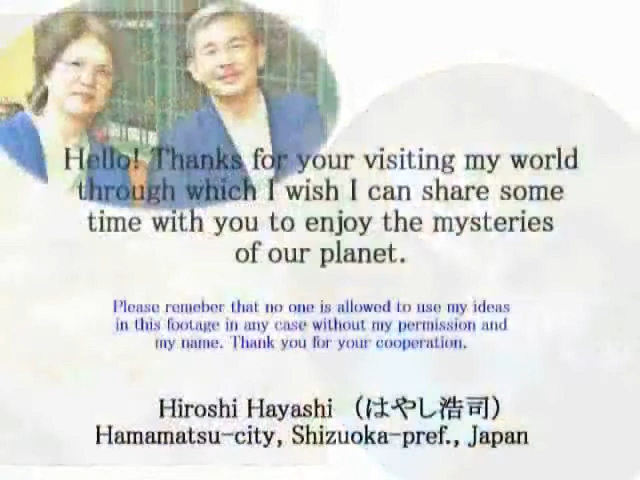 Hello! Thanks for your visiting my world
through which I wish I can share some
time with you to enjoy the mysteries
of our planet.
Please remeber that no one is allowed to use my ideas
in this footage in any case without my permission and
my name. Thank you for your cooperation.
Hiroshi Hayashi （はやし浩司）
Hamamatsu-city, Shizuoka-pref., Japan